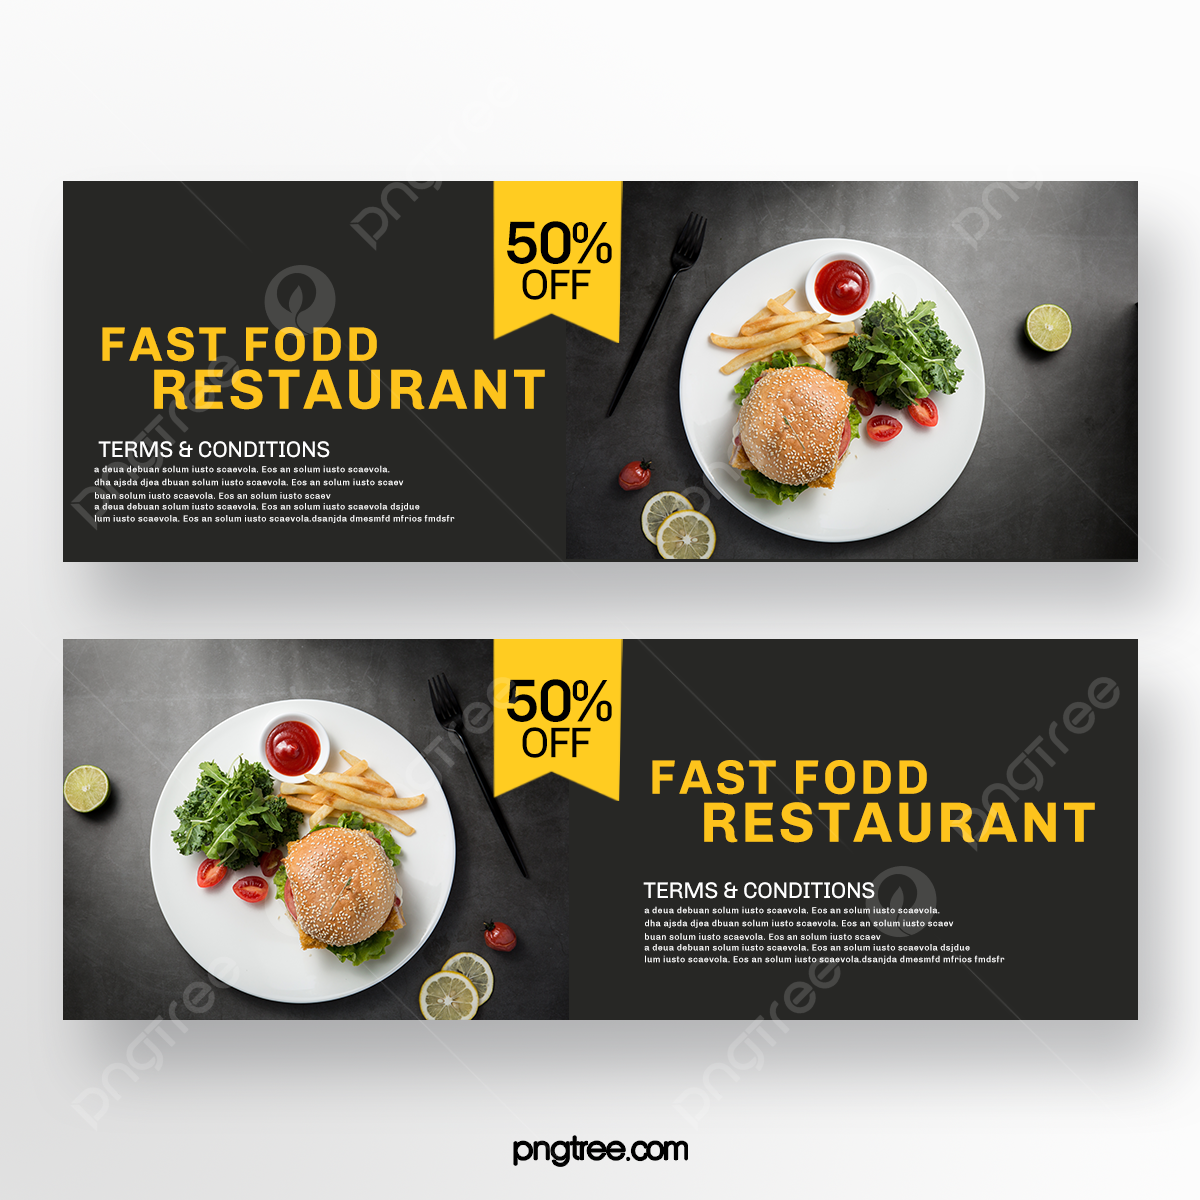 50%
OFF
FAST FODD
RESTAURANT
TERMS & CONDITIONS
a deua debuan solum iusto scaevola. Eos an solum iusto scaevola.
dha ajsda djea dbuan solum iusto scaevola. Eos an solum iusto scaev
buan solum iusto scaevola. Eos an solum iusto scaev
a deua debuan solum iusto scaevola. Eos an solum iusto scaevola dsjdue
lum iusto scaevola. Eos an solum iusto scaevola.dsanjda dmesmfd mfrios fmdsfr
50%
OFF
FAST FODD
RESTAURANT
TERMS & CONDITIONS
a deua debuan solum iusto scaevola. Eos an solum iusto scaevola.
dha ajsda djea dbuan solum iusto scaevola. Eos an solum iusto scaev
buan solum iusto scaevola. Eos an solum iusto scaev
a deua debuan solum iusto scaevola. Eos an solum iusto scaevola dsjdue
lum iusto scaevola. Eos an solum iusto scaevola.dsanjda dmesmfd mfrios fmdsfr
pngtree.com
pngtree
pngtree
pngtree
pngtree